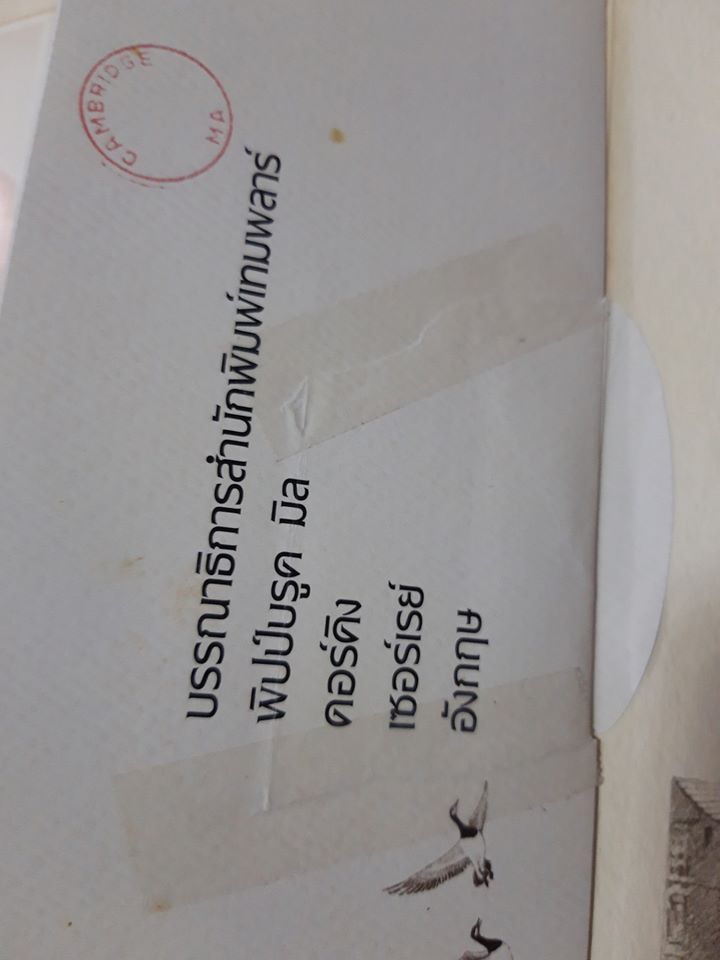 CAMBRIDGE
MA
บรรณาธิการสำนักพิมพ์เทมพลาร์
พิปป์บรูค มิล
ดอร์คิง
เซอร์เรย์
อังกฤษ